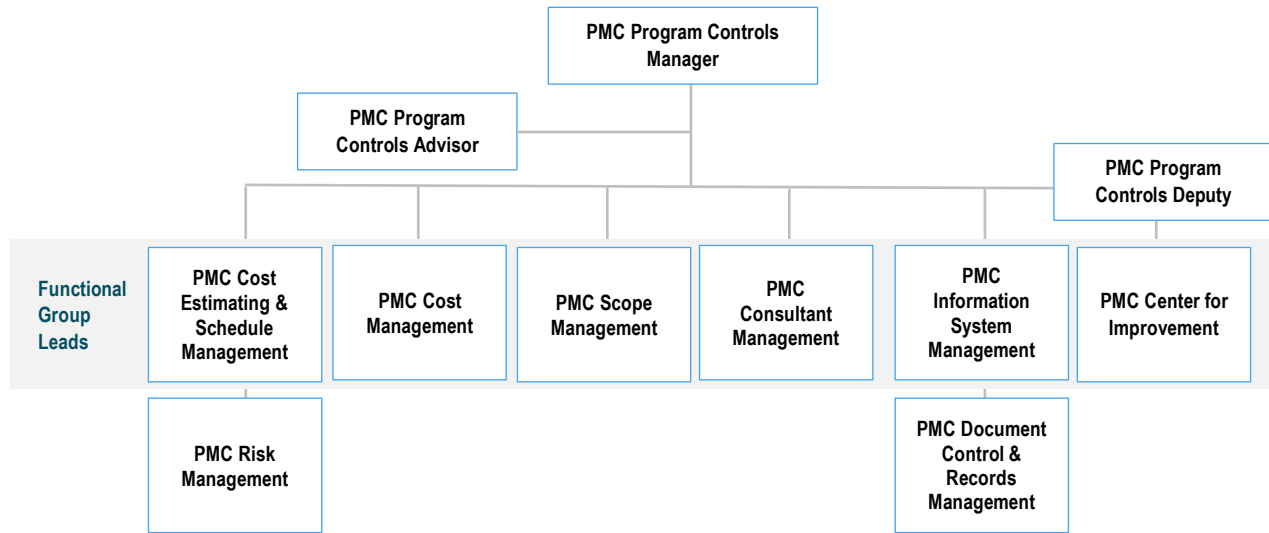 PMC Program Controls
Manager
PMC Program
Controls Advisor
PMC Program
Controls Deputy
Functional
Group
Leads
PMC Cost
Estimating &
Schedule
Management
PMC Cost
Management
PMC Scope
Management
PMC
Consultant
Management
PMC
Information
System
Management
PMC Center for
Improvement
PMC Risk
Management
PMC Document
Control &
Records
Management